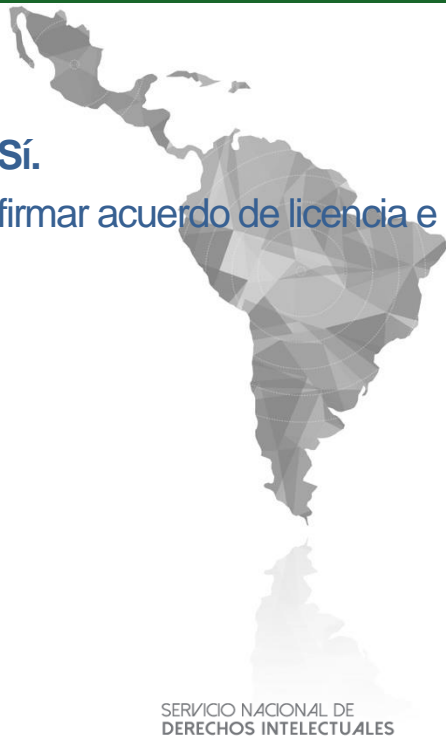 Sí.
firmar acuerdo de licencia e
SERVICIO NACIONAL DE
DERECHOS INTELECTUALES